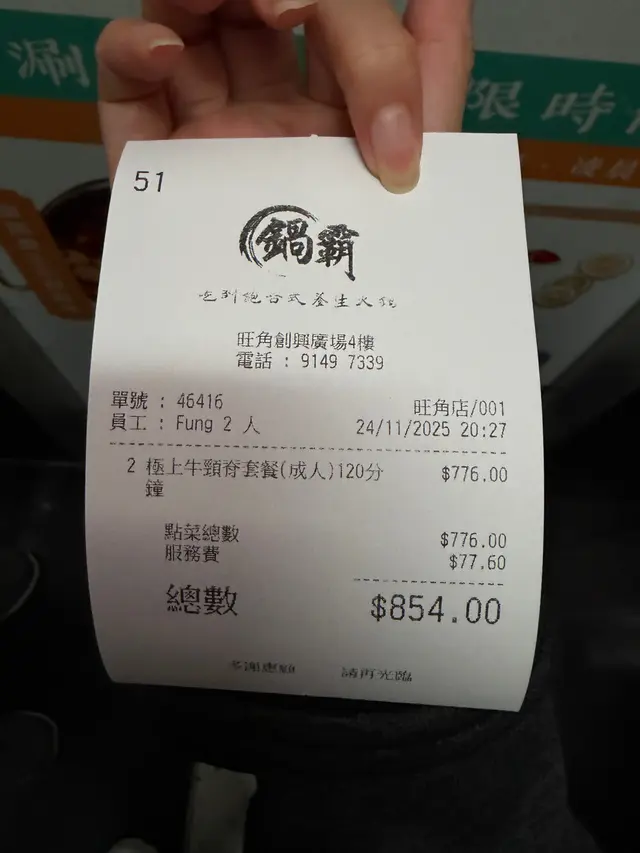 涮
限時
51
鍋霸
吃到飽台式養生火鍋
旺角創興廣場4樓
電話 : 9149 7339
單號 : 46416
旺角店/001
員工 : Fung 2 人
24/11/2025 20:27
2 極上牛頸脊套餐(成人)120分 $776.00
鐘
點菜總數 $776.00
服務費 $77.60
總數 $854.00
多謝惠顧 請再光臨